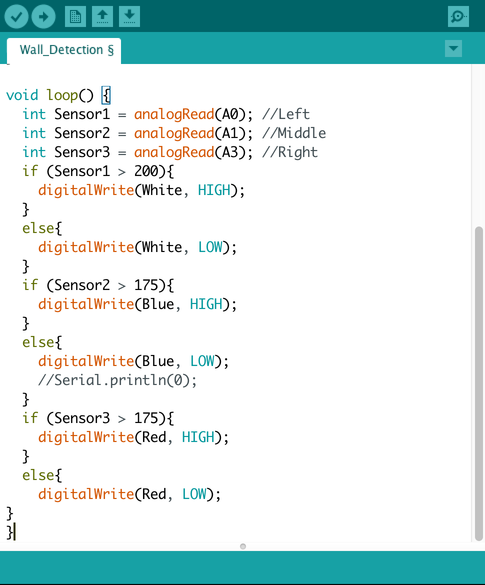 Wall_Detection §
void loop() {
  int Sensor1 = analogRead(A0); //Left
  int Sensor2 = analogRead(A1); //Middle
  int Sensor3 = analogRead(A3); //Right
  if (Sensor1 > 200){
    digitalWrite(White, HIGH);
  }
  else{
    digitalWrite(White, LOW);
  }
  if (Sensor2 > 175){
    digitalWrite(Blue, HIGH);
  }
  else{
    digitalWrite(Blue, LOW);
    //Serial.println(0);
  }
  if (Sensor3 > 175){
    digitalWrite(Red, HIGH);
  }
  else{
    digitalWrite(Red, LOW);
}
}